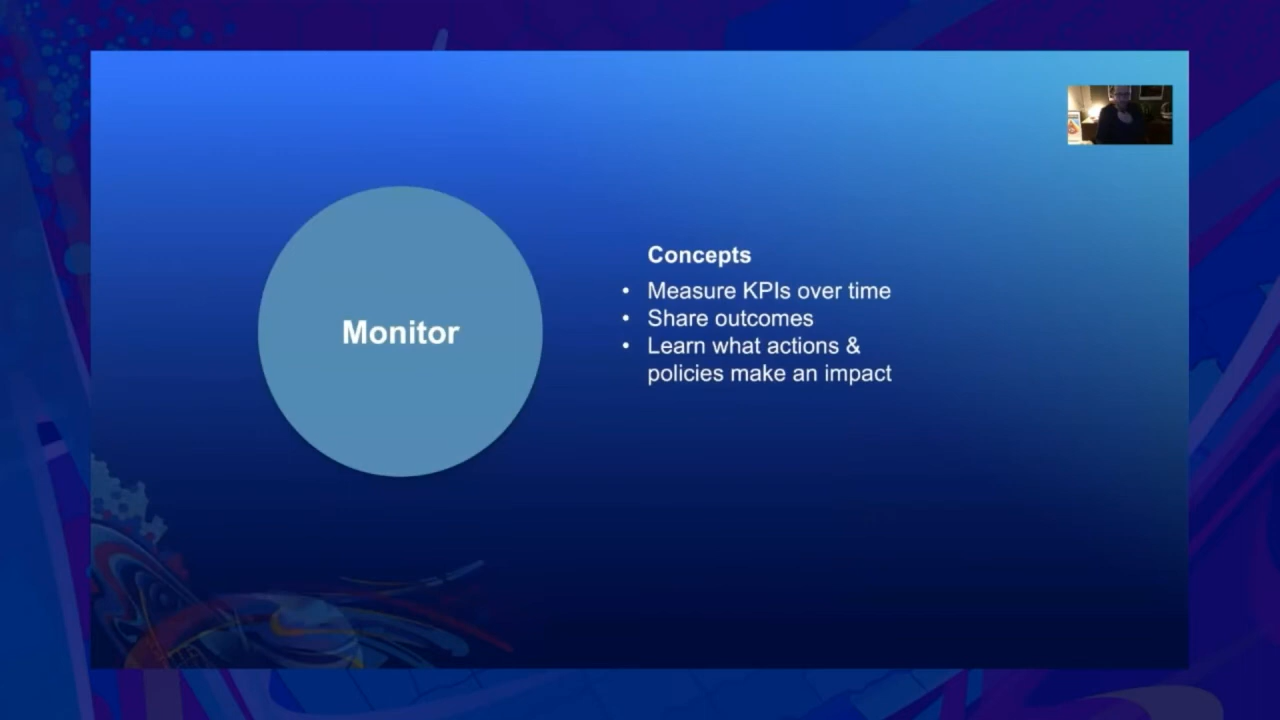 Monitor
Concepts
• Measure KPIs over time
• Share outcomes
• Learn what actions &
policies make an impact